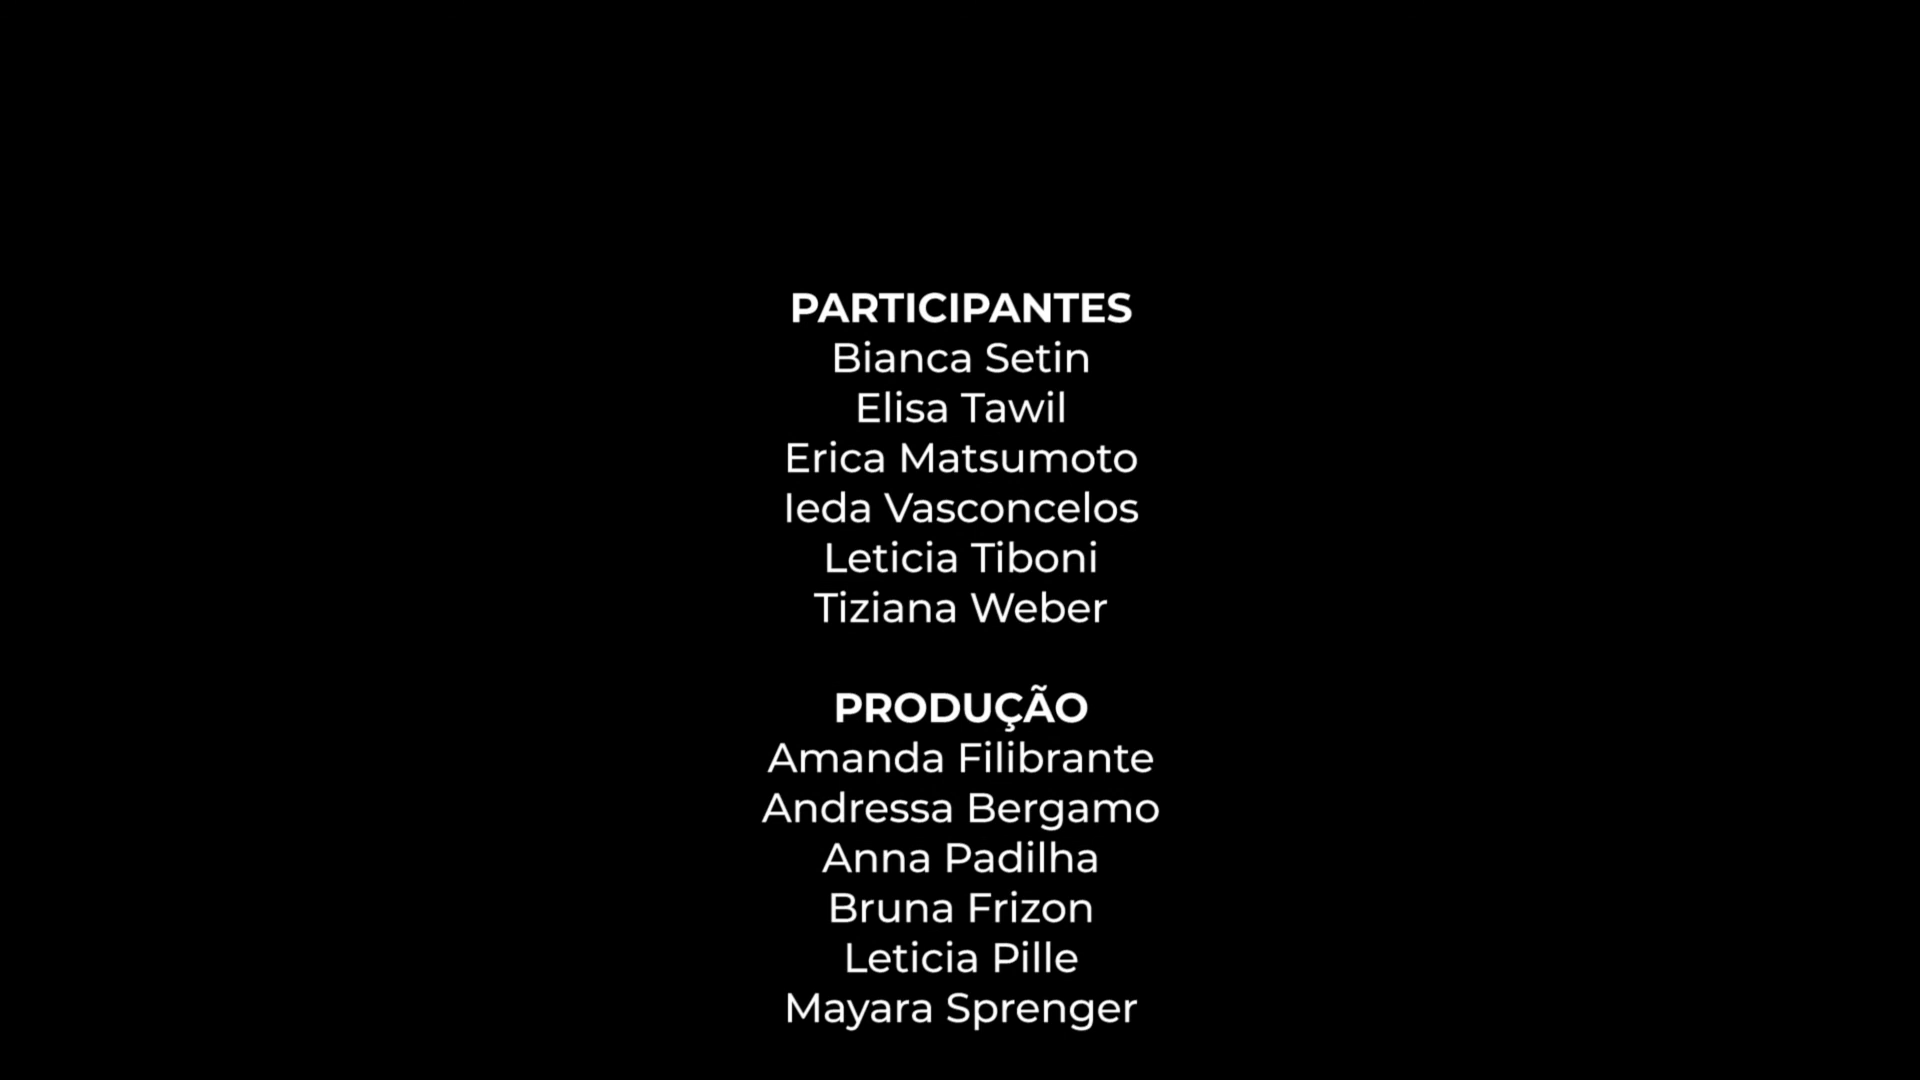 PARTICIPANTES
Bianca Setin
Elisa Tawil
Erica Matsumoto
Ieda Vasconcelos
Leticia Tiboni
Tiziana Weber
PRODUÇÃO
Amanda Filibrante
Andressa Bergamo
Anna Padilha
Bruna Frizon
Leticia Pille
Mayara Sprenger